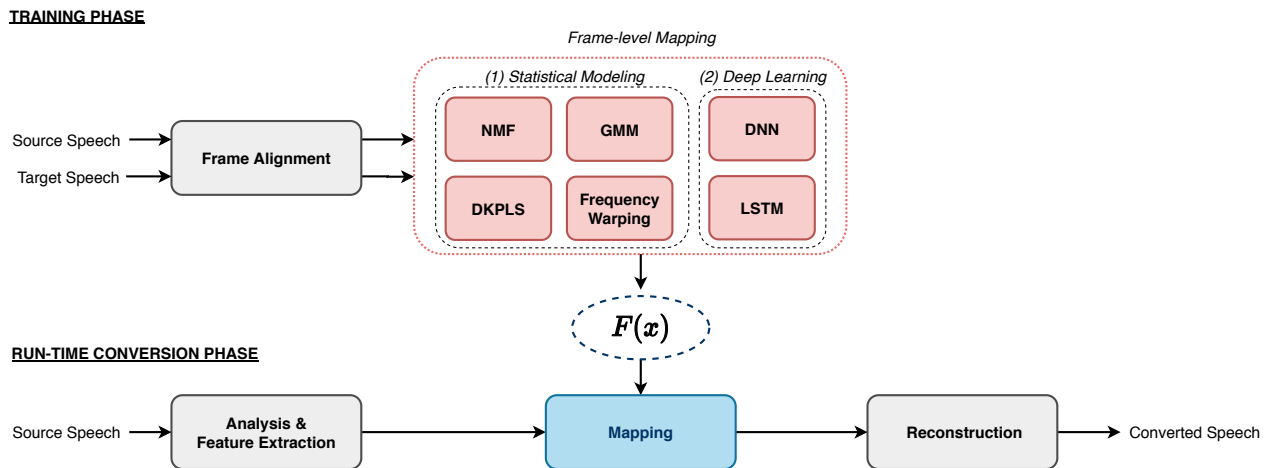 TRAINING PHASE
Frame-level Mapping
(1) Statistical Modeling
(2) Deep Learning
NMF
GMM
DNN
Source Speech
Frame Alignment
Target Speech
DKPLS
Frequency
Warping
LSTM
F(x)
RUN-TIME CONVERSION PHASE
Source Speech
Analysis &
Feature Extraction
Mapping
Reconstruction
Converted Speech